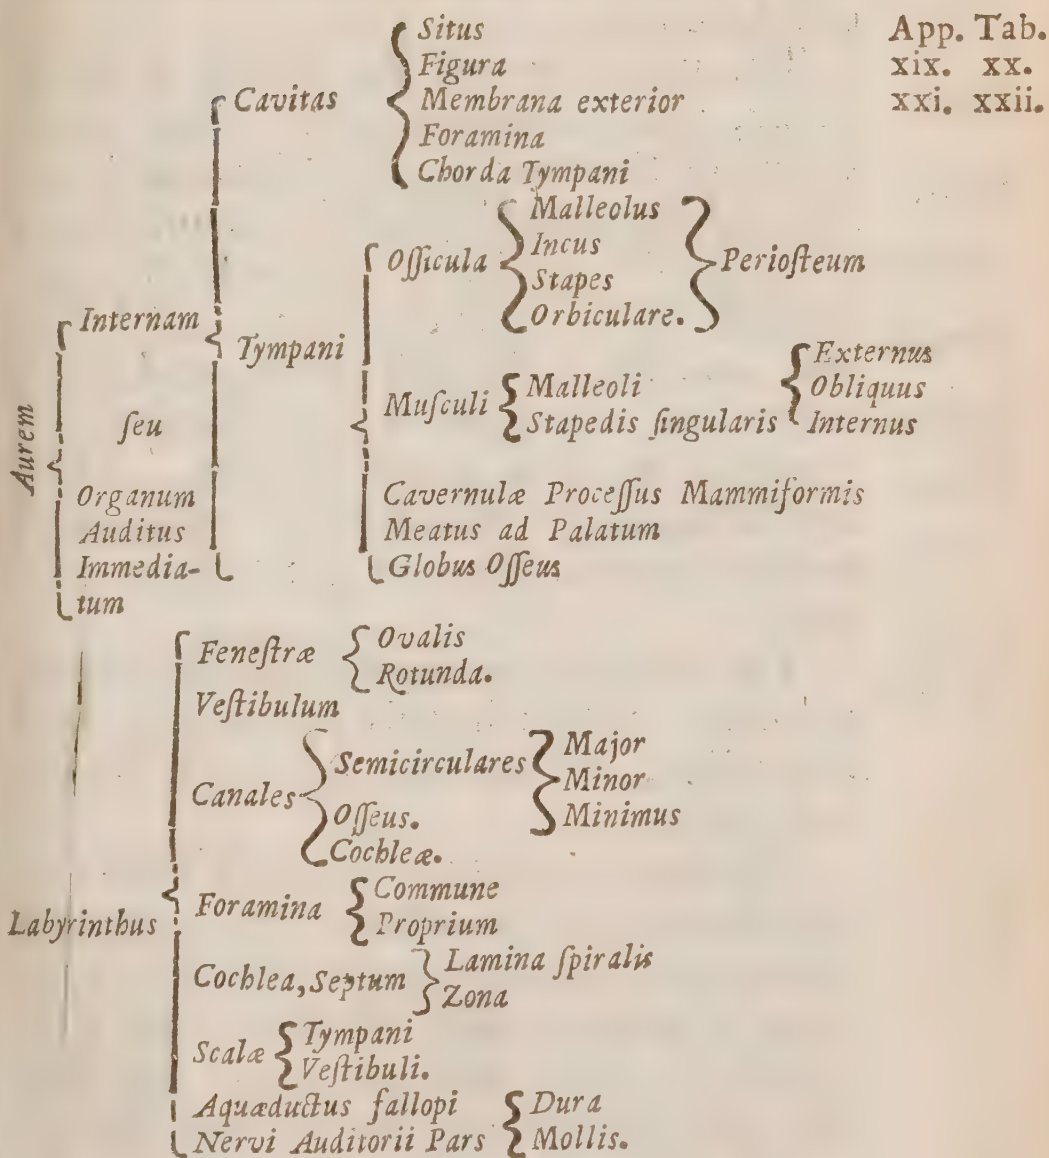 App. Tab.
xix. xx.
xxi. xxii.
Aurem
Internam
ſeu
Organum
Auditus
Immedia-
tum
Cavitas
Situs
Figura
Membrana exterior
Foramina
Chorda Tympani
Tympani
Oſſicula
Malleolus
Incus
Stapes
Orbiculare.
Perioſteum
Muſculi
Malleoli
Stapedis ſingularis
Externus
Obliquus
Internus
Cavernulæ Proceſſus Mammiformis
Meatus ad Palatum
Globus Oſſeus
Labyrinthus
Feneſtræ
Ovalis
Rotunda.
Veſtibulum
Canales
Semicirculares
Major
Minor
Minimus
Oſſeus.
Cochleæ.
Foramina
Commune
Proprium
Cochlea, Septum
Lamina ſpiralis
Zona
Scalæ
Tympani
Veſtibuli.
Aquæductus fallopi
Nervi Auditorii Pars
Dura
Mollis.